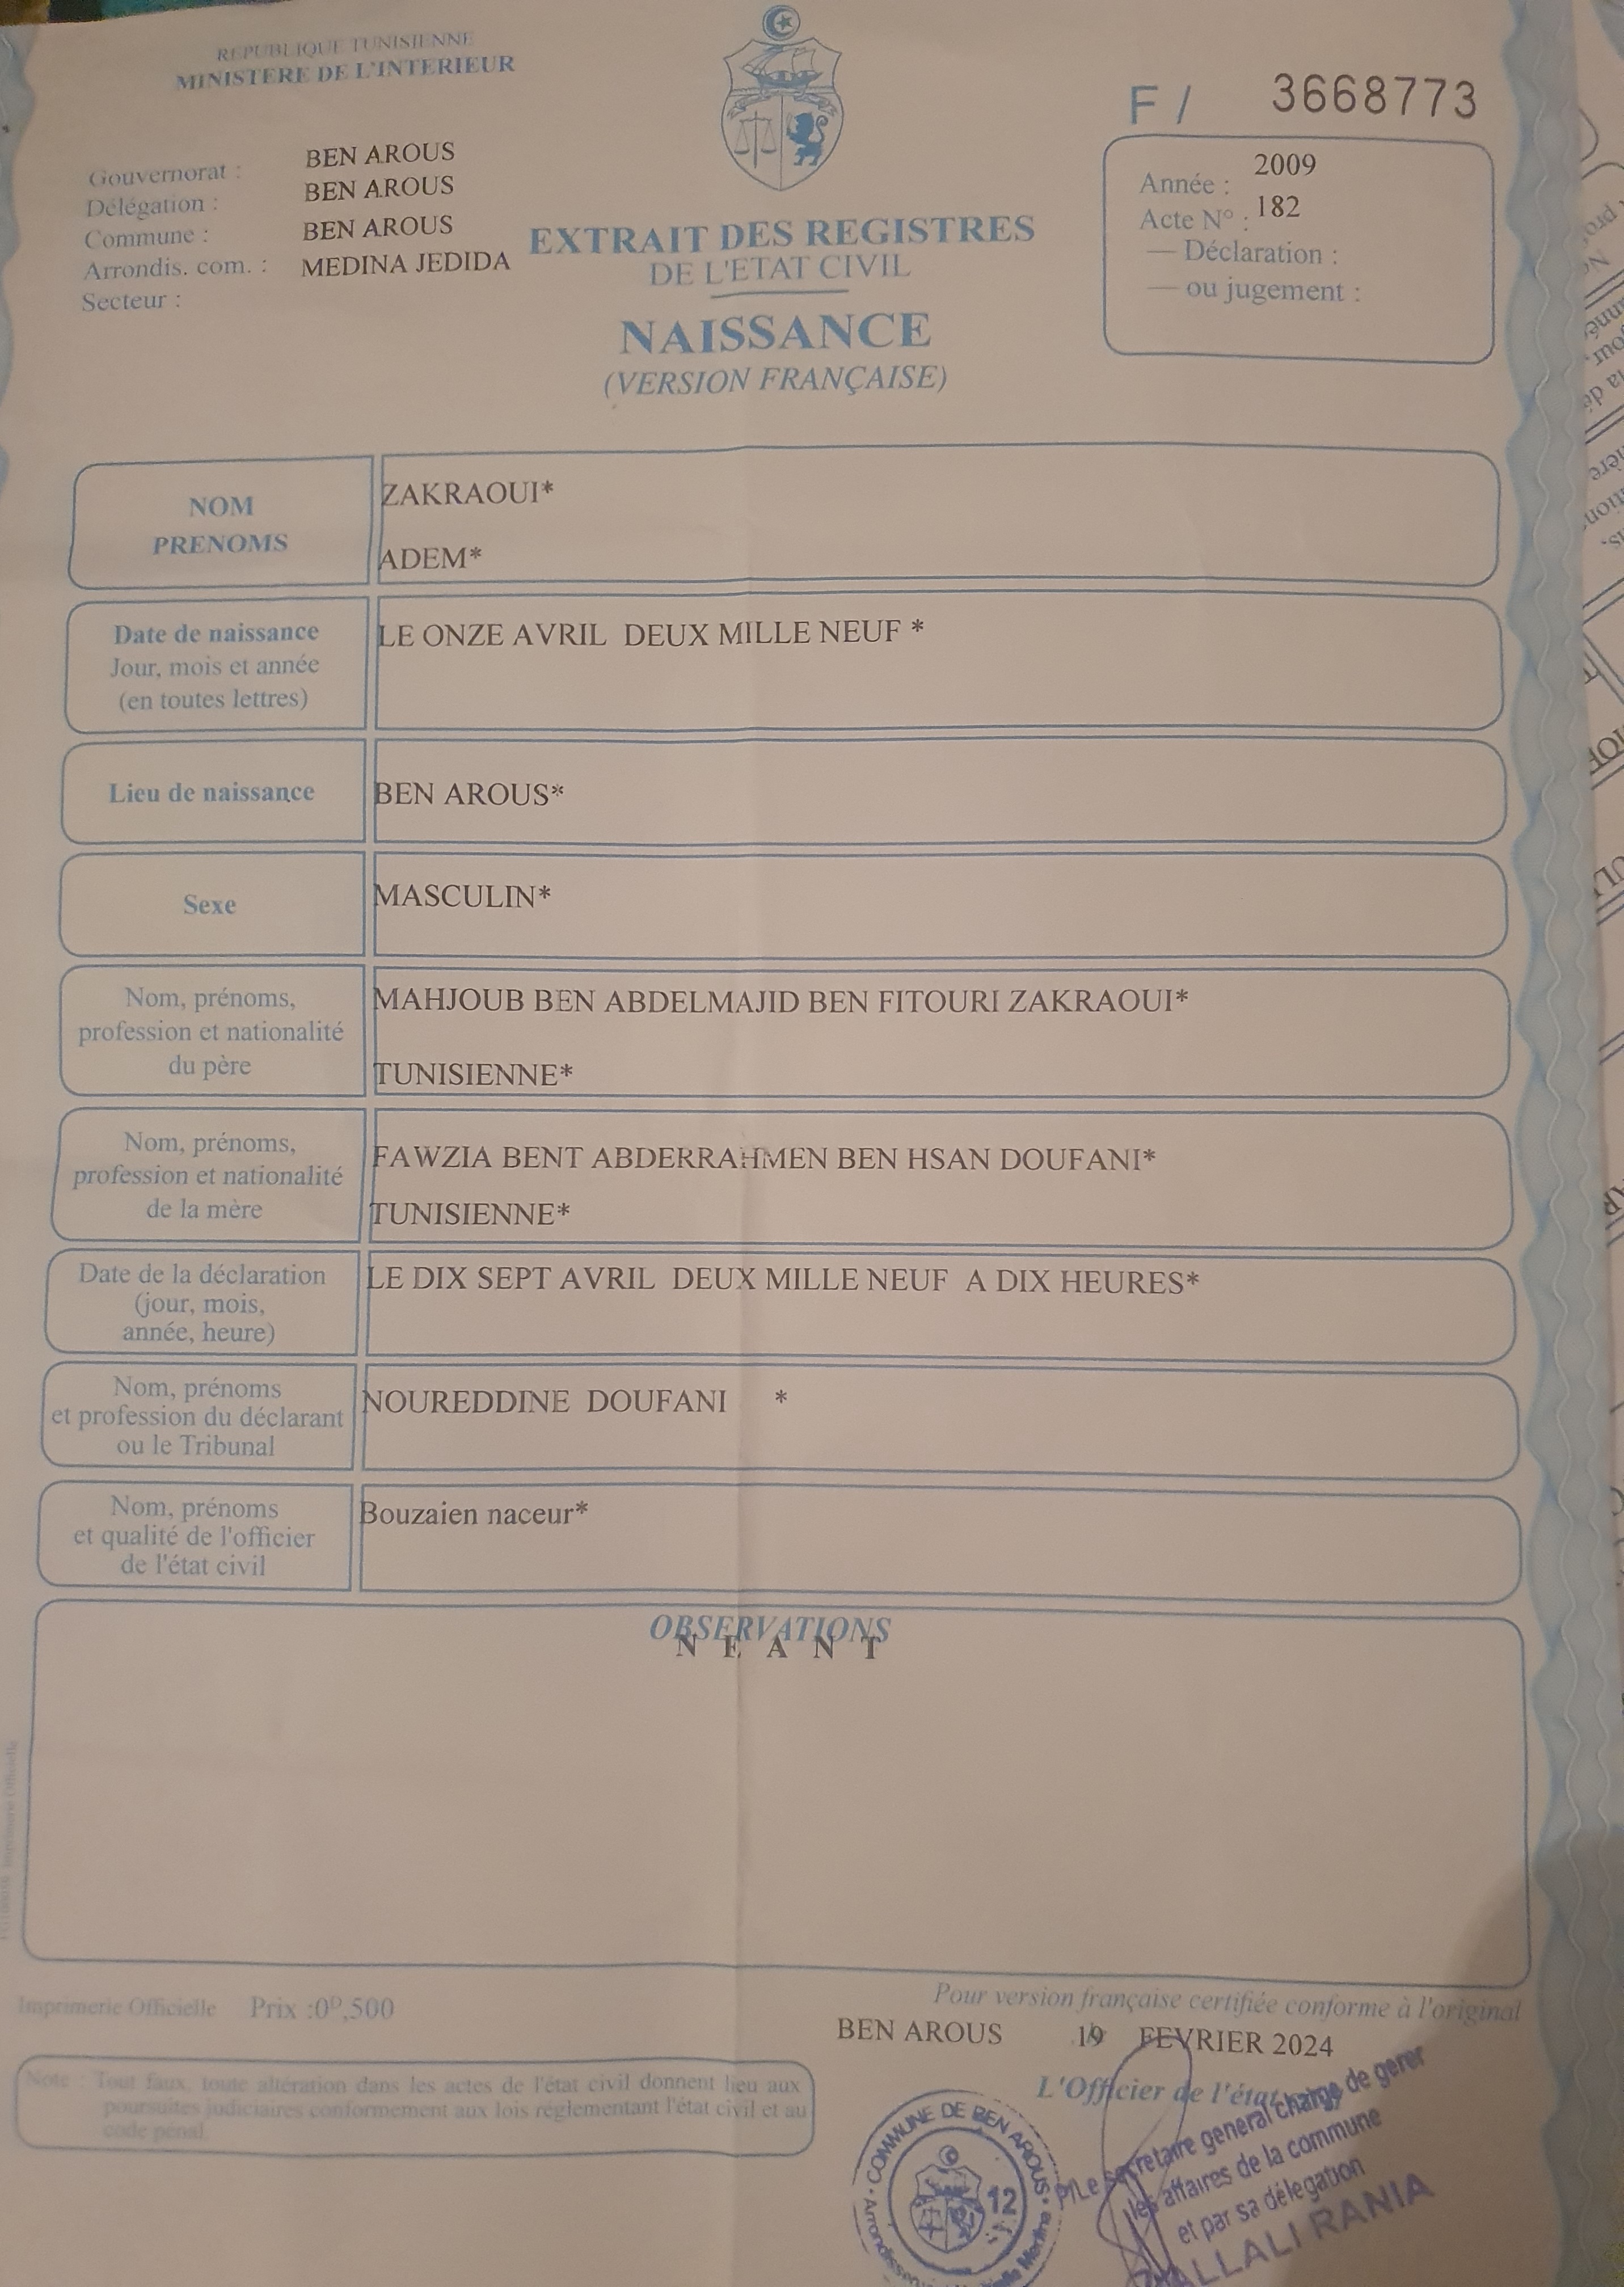 REPUBLIQUE TUNISIENNE
MINISTERE DE L'INTERIEUR
Gouvernorat : BEN AROUS
Délégation : BEN AROUS
Commune : BEN AROUS
Arrondis. com. : MEDINA JEDIDA
Secteur :
EXTRAIT DES REGISTRES
DE L'ETAT CIVIL
NAISSANCE
(VERSION FRANÇAISE)
F / 3668773
Année : 2009
Acte N° : 182
— Déclaration :
— ou jugement :
NOM
PRENOMS
ZAKRAOUI*
ADEM*
Date de naissance
Jour, mois et année
(en toutes lettres)
LE ONZE AVRIL DEUX MILLE NEUF *
Lieu de naissance
BEN AROUS*
Sexe
MASCULIN*
Nom, prénoms,
profession et nationalité
du père
MAHJOUB BEN ABDELMAJID BEN FITOURI ZAKRAOUI*
TUNISIENNE*
Nom, prénoms,
profession et nationalité
de la mère
FAWZIA BENT ABDERRAHMEN BEN HSAN DOUFANI*
TUNISIENNE*
Date de la déclaration
(jour, mois,
année, heure)
LE DIX SEPT AVRIL DEUX MILLE NEUF A DIX HEURES*
Nom, prénoms
et profession du déclarant
ou le Tribunal
NOUREDDINE DOUFANI *
Nom, prénoms
et qualité de l'officier
de l'état civil
Bouzaien naceur*
OBSERVATIONS
N E A N T
Imprimerie Officielle Prix :0ᴰ,500
Pour version française certifiée conforme à l'original
BEN AROUS 19 FEVRIER 2024
L'Officier de l'état
Note : Tout faux, toute altération dans les actes de l'état civil donnent lieu aux
poursuites judiciaires conformement aux lois réglementant l'état civil et au
code pénal.
COMMUNE DE BEN AROUS
12
P/Le secretaire general charge de gerer
les affaires de la commune
et par sa délégation
RANIA